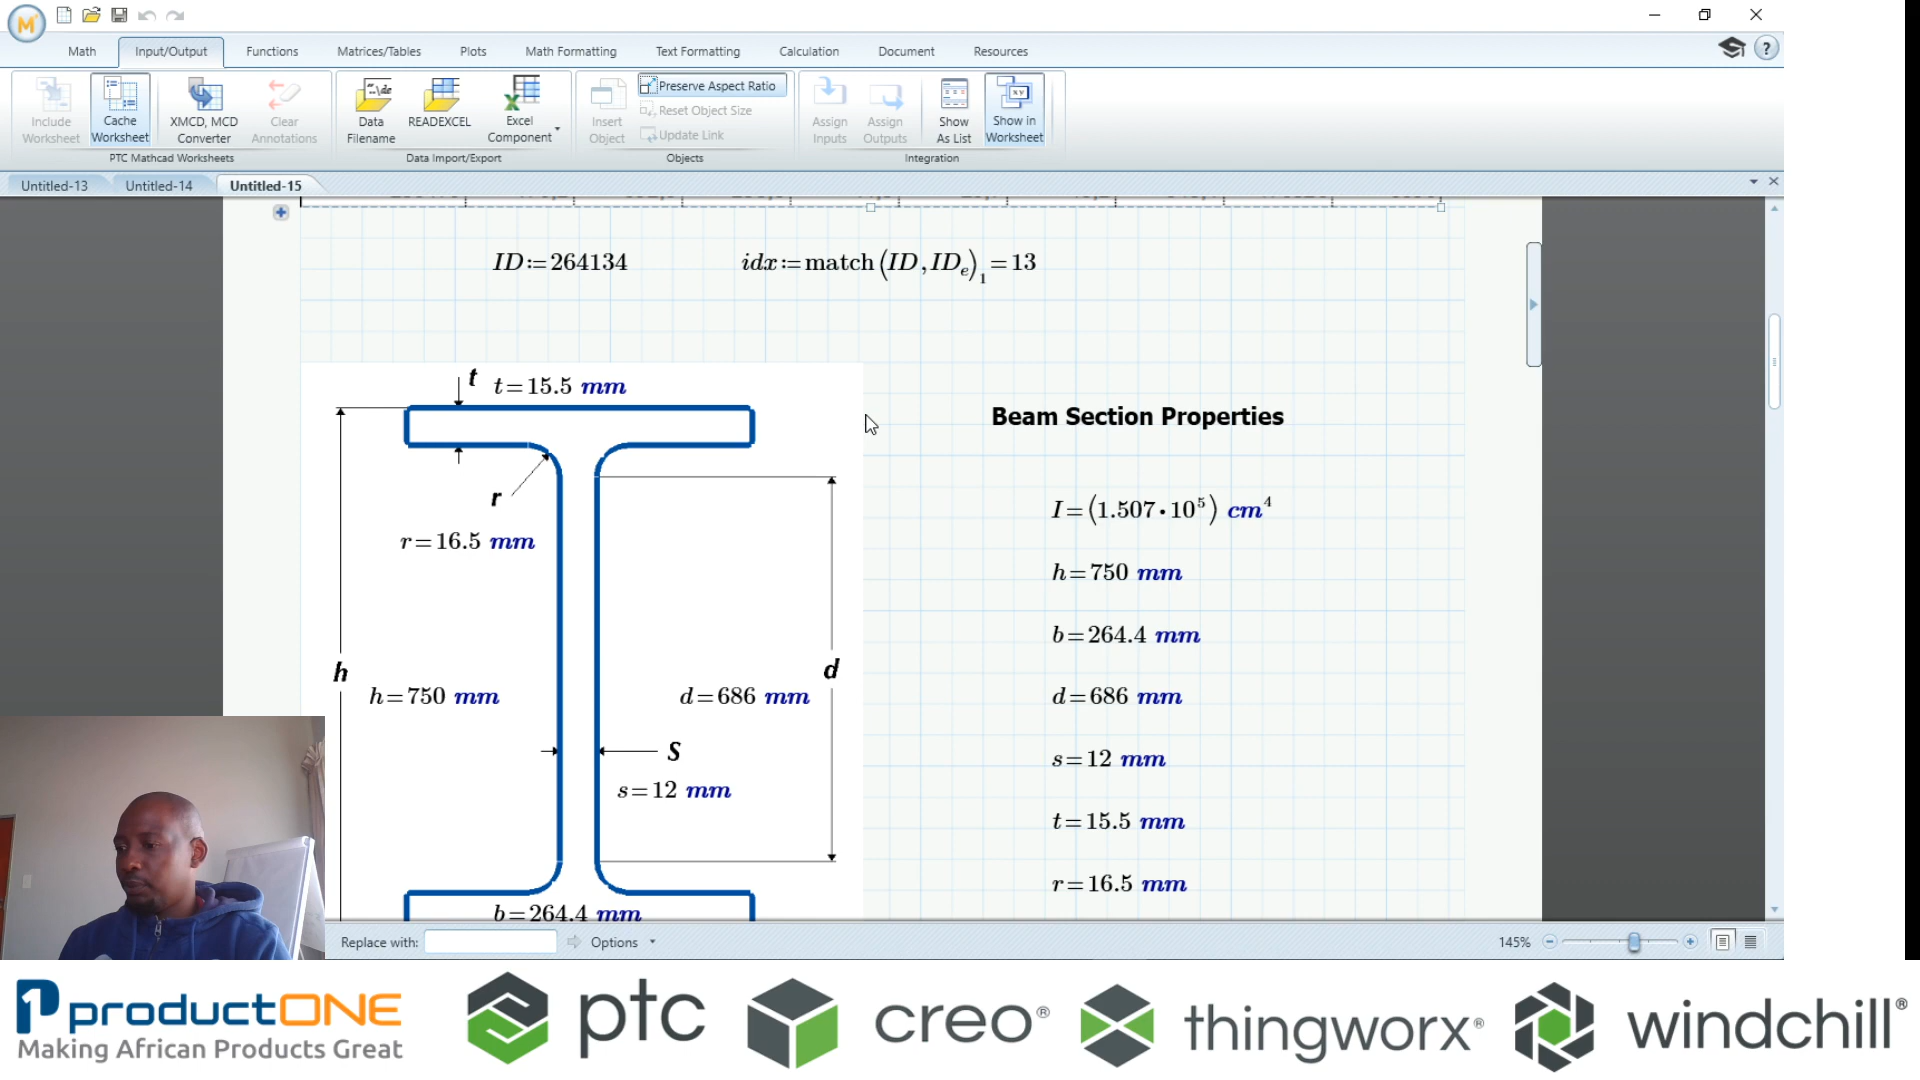 M
Math Input/Output Functions Matrices/Tables Plots Math Formatting Text Formatting Calculation Document Resources
?
Include Worksheet
Cache Worksheet
XMCD, MCD Converter
Clear Annotations
PTC Mathcad Worksheets
Data Filename
READEXCEL
Excel Component
Data Import/Export
Insert Object
Preserve Aspect Ratio
Reset Object Size
Update Link
Objects
Assign Inputs
Assign Outputs
Show As List
Show in Worksheet
Integration
Untitled-13 Untitled-14 Untitled-15
ID:=264134 idx:=match(ID,IDₑ)₁=13
t t=15.5 mm
Beam Section Properties
r
r=16.5 mm
I=(1.507•10⁵) cm⁴
h=750 mm
b=264.4 mm
h d
h=750 mm d=686 mm
d=686 mm
S
s=12 mm
s=12 mm
t=15.5 mm
r=16.5 mm
b=264.4 mm
Replace with: Options 145%
productONE
Making African Products Great
ptc
creo®
thingworx®
windchill®